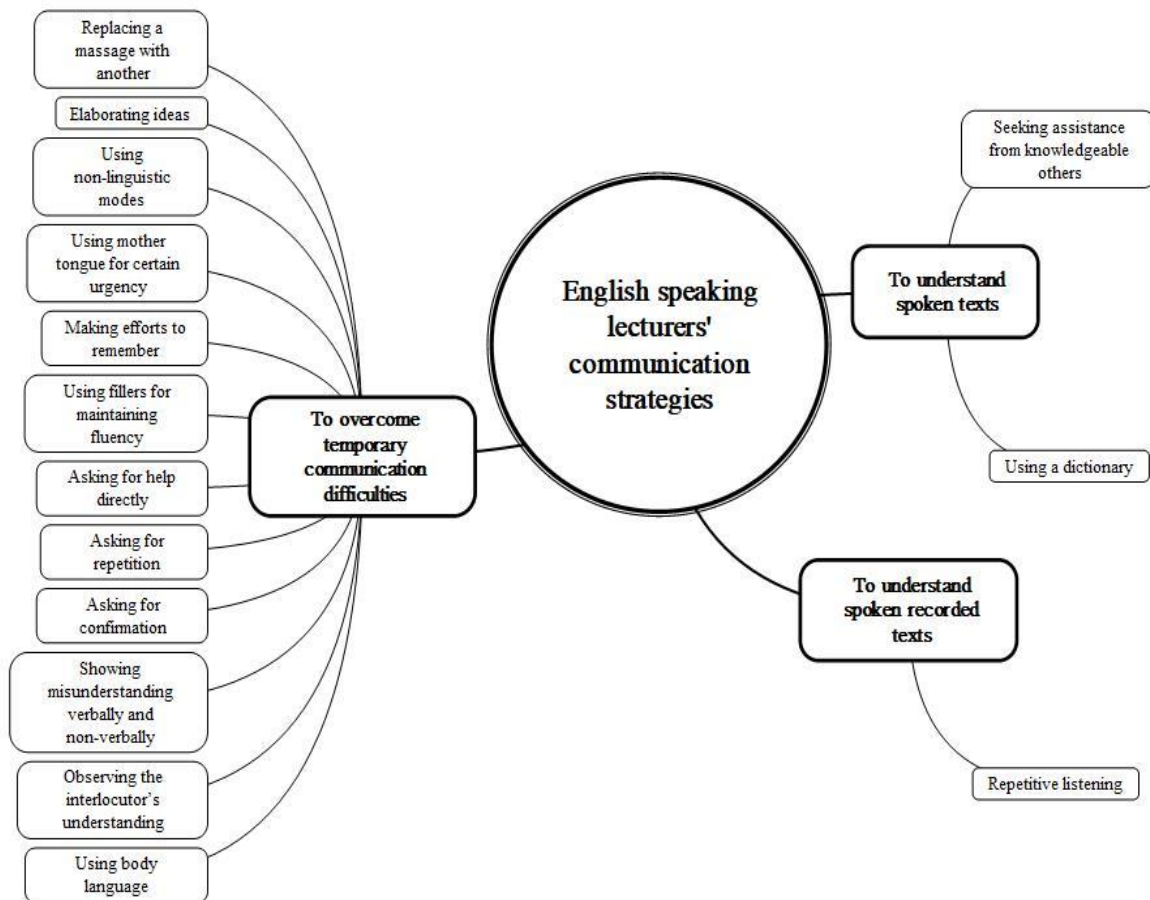 Replacing a
massage with
another
Elaborating ideas
Using
non-linguistic
modes
Using mother
tongue for certain
urgency
Making efforts to
remember
Using fillers for
maintaining
fluency
Asking for help
directly
Asking for
repetition
Asking for
confirmation
Showing
misunderstanding
verbally and
non-verbally
Observing the
interlocutor's
understanding
Using body
language
To overcome
temporary
communication
difficulties
English speaking
lecturers'
communication
strategies
Seeking assistance
from knowledgeable
others
To understand
spoken texts
Using a dictionary
To understand
spoken recorded
texts
Repetitive listening